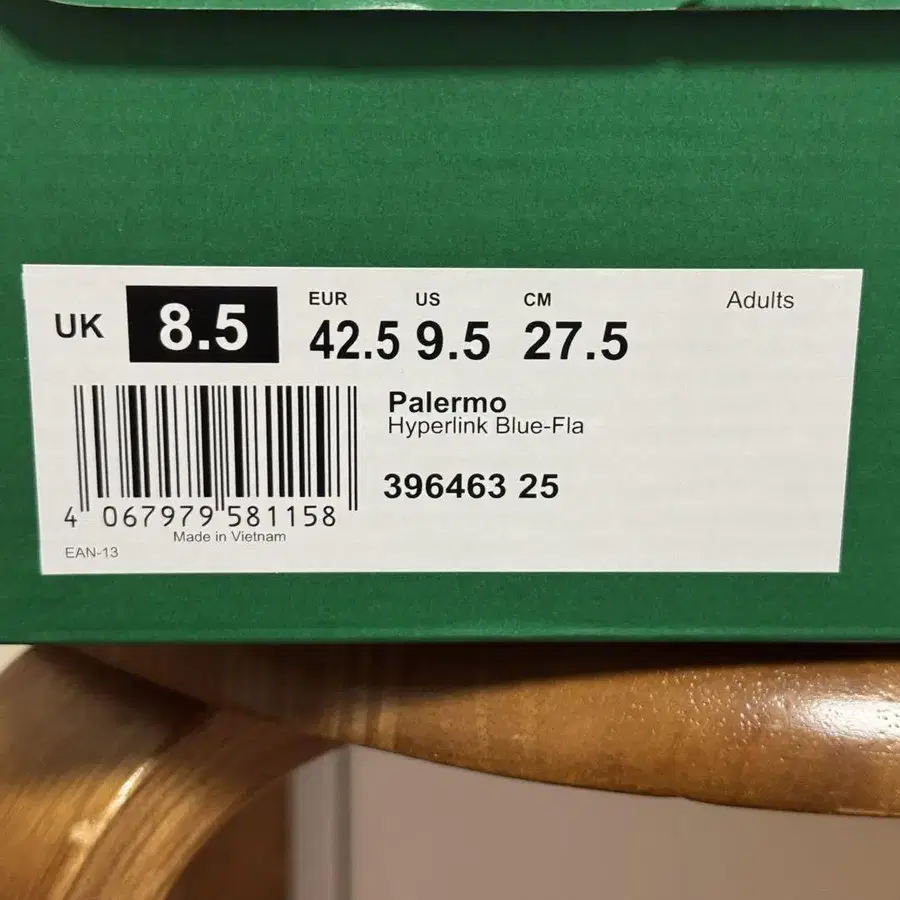 UK 8.5
EUR US CM
42.5 9.5 27.5
Adults
Palermo
Hyperlink Blue-Fla
396463 25
4 067979 581158
Made in Vietnam
EAN-13